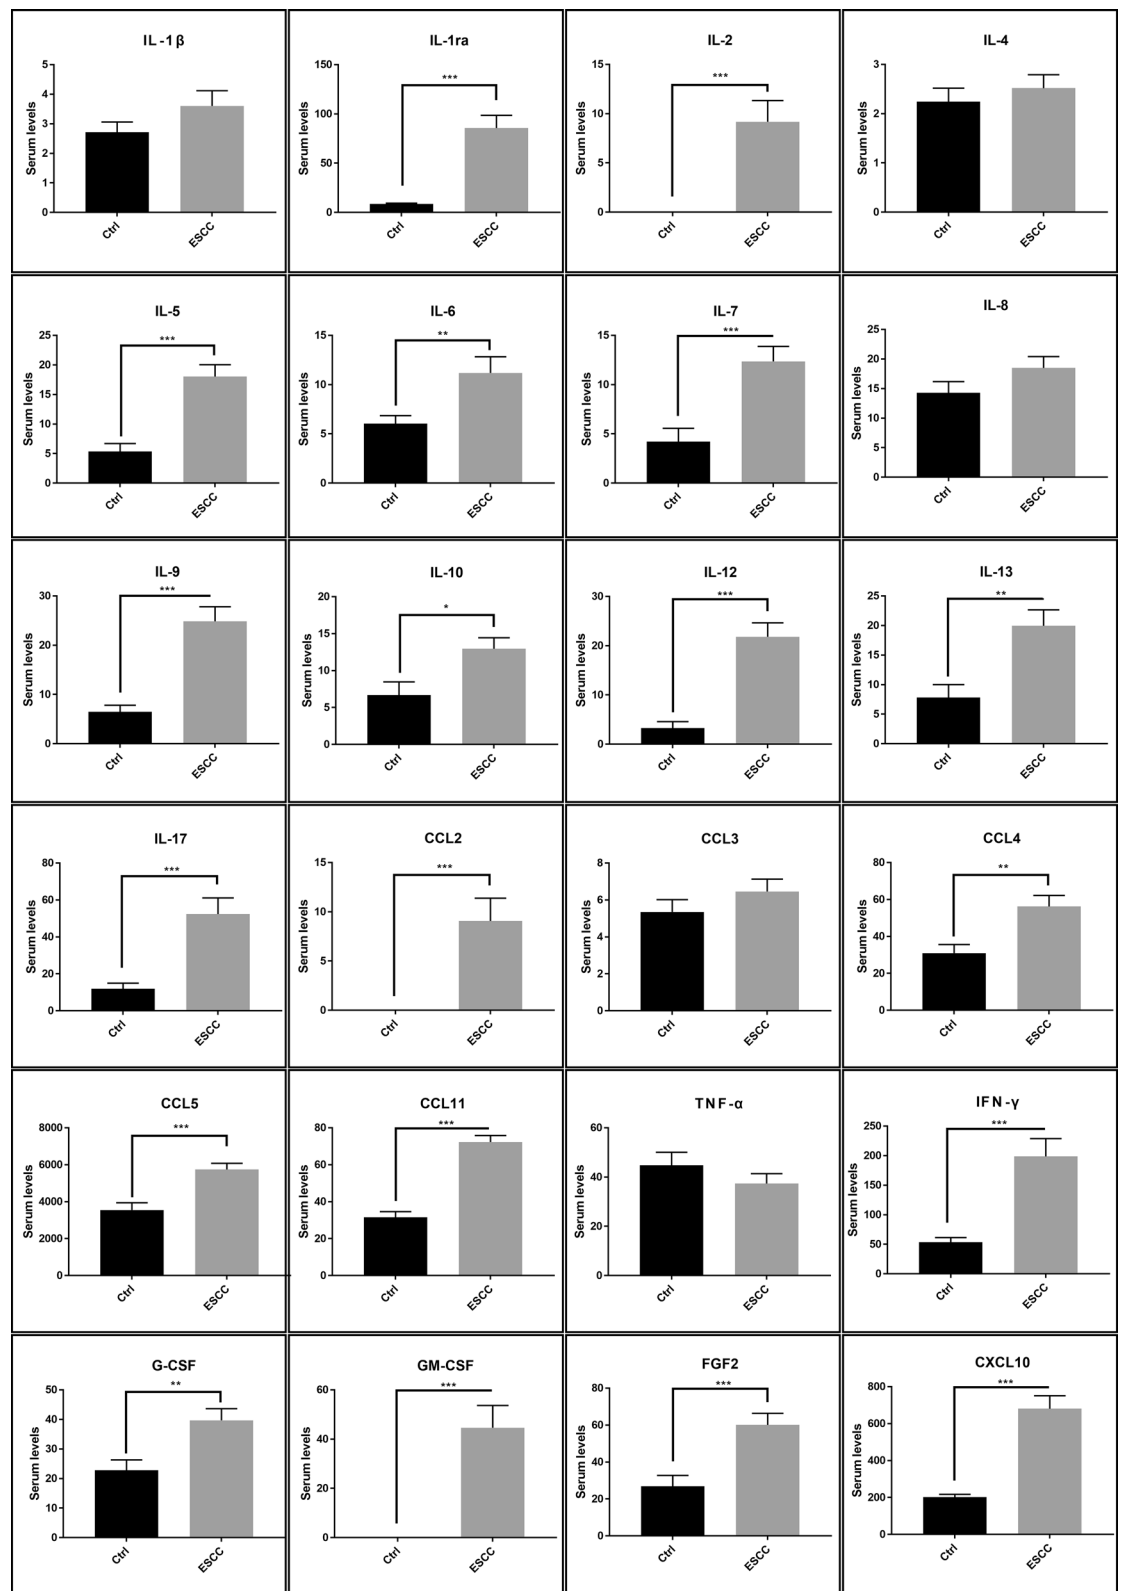 IL-1β
Serum levels
5
4
3
2
1
0
Ctrl
ESCC
IL-1ra
Serum levels
150
100
50
0
***
Ctrl
ESCC
IL-2
Serum levels
15
10
5
0
***
Ctrl
ESCC
IL-4
Serum levels
3
2
1
0
Ctrl
ESCC
IL-5
Serum levels
25
20
15
10
5
0
***
Ctrl
ESCC
IL-6
Serum levels
15
10
5
0
**
Ctrl
ESCC
IL-7
Serum levels
15
10
5
0
***
Ctrl
ESCC
IL-8
Serum levels
25
20
15
10
5
0
Ctrl
ESCC
IL-9
Serum levels
30
20
10
0
***
Ctrl
ESCC
IL-10
Serum levels
20
15
10
5
0
*
Ctrl
ESCC
IL-12
Serum levels
30
20
10
0
***
Ctrl
ESCC
IL-13
Serum levels
25
20
15
10
5
0
**
Ctrl
ESCC
IL-17
Serum levels
80
60
40
20
0
***
Ctrl
ESCC
CCL2
Serum levels
15
10
5
0
***
Ctrl
ESCC
CCL3
Serum levels
8
6
4
2
0
Ctrl
ESCC
CCL4
Serum levels
80
60
40
20
0
**
Ctrl
ESCC
CCL5
Serum levels
8000
6000
4000
2000
0
***
Ctrl
ESCC
CCL11
Serum levels
80
60
40
20
0
***
Ctrl
ESCC
TNF-α
Serum levels
60
40
20
0
Ctrl
ESCC
IFN-γ
Serum levels
250
200
150
100
50
0
***
Ctrl
ESCC
G-CSF
Serum levels
50
40
30
20
10
0
**
Ctrl
ESCC
GM-CSF
Serum levels
60
40
20
0
***
Ctrl
ESCC
FGF2
Serum levels
80
60
40
20
0
***
Ctrl
ESCC
CXCL10
Serum levels
800
600
400
200
0
***
Ctrl
ESCC